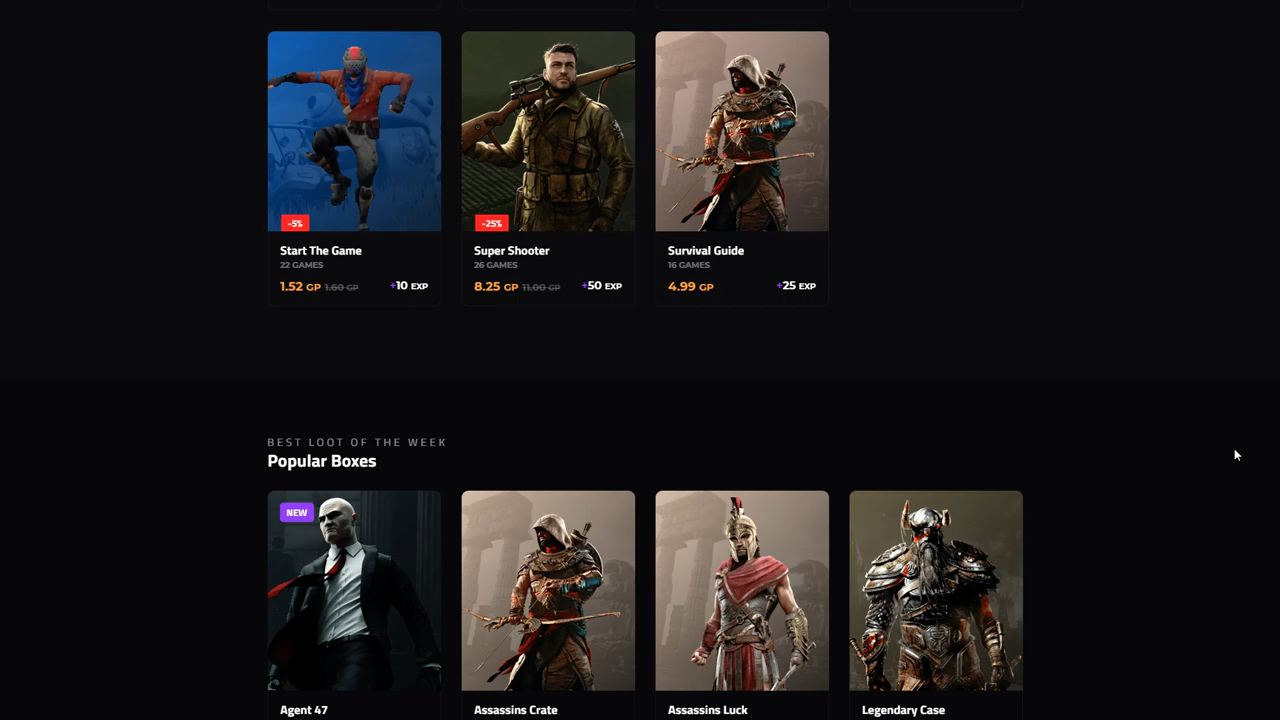 -5%
Start The Game
22 GAMES
1.52 GP 1.60 GP +10 EXP
-25%
Super Shooter
26 GAMES
8.25 GP 11.00 GP +50 EXP
Survival Guide
16 GAMES
4.99 GP +25 EXP
BEST LOOT OF THE WEEK
Popular Boxes
NEW
Agent 47
Assassins Crate
Assassins Luck
Legendary Case